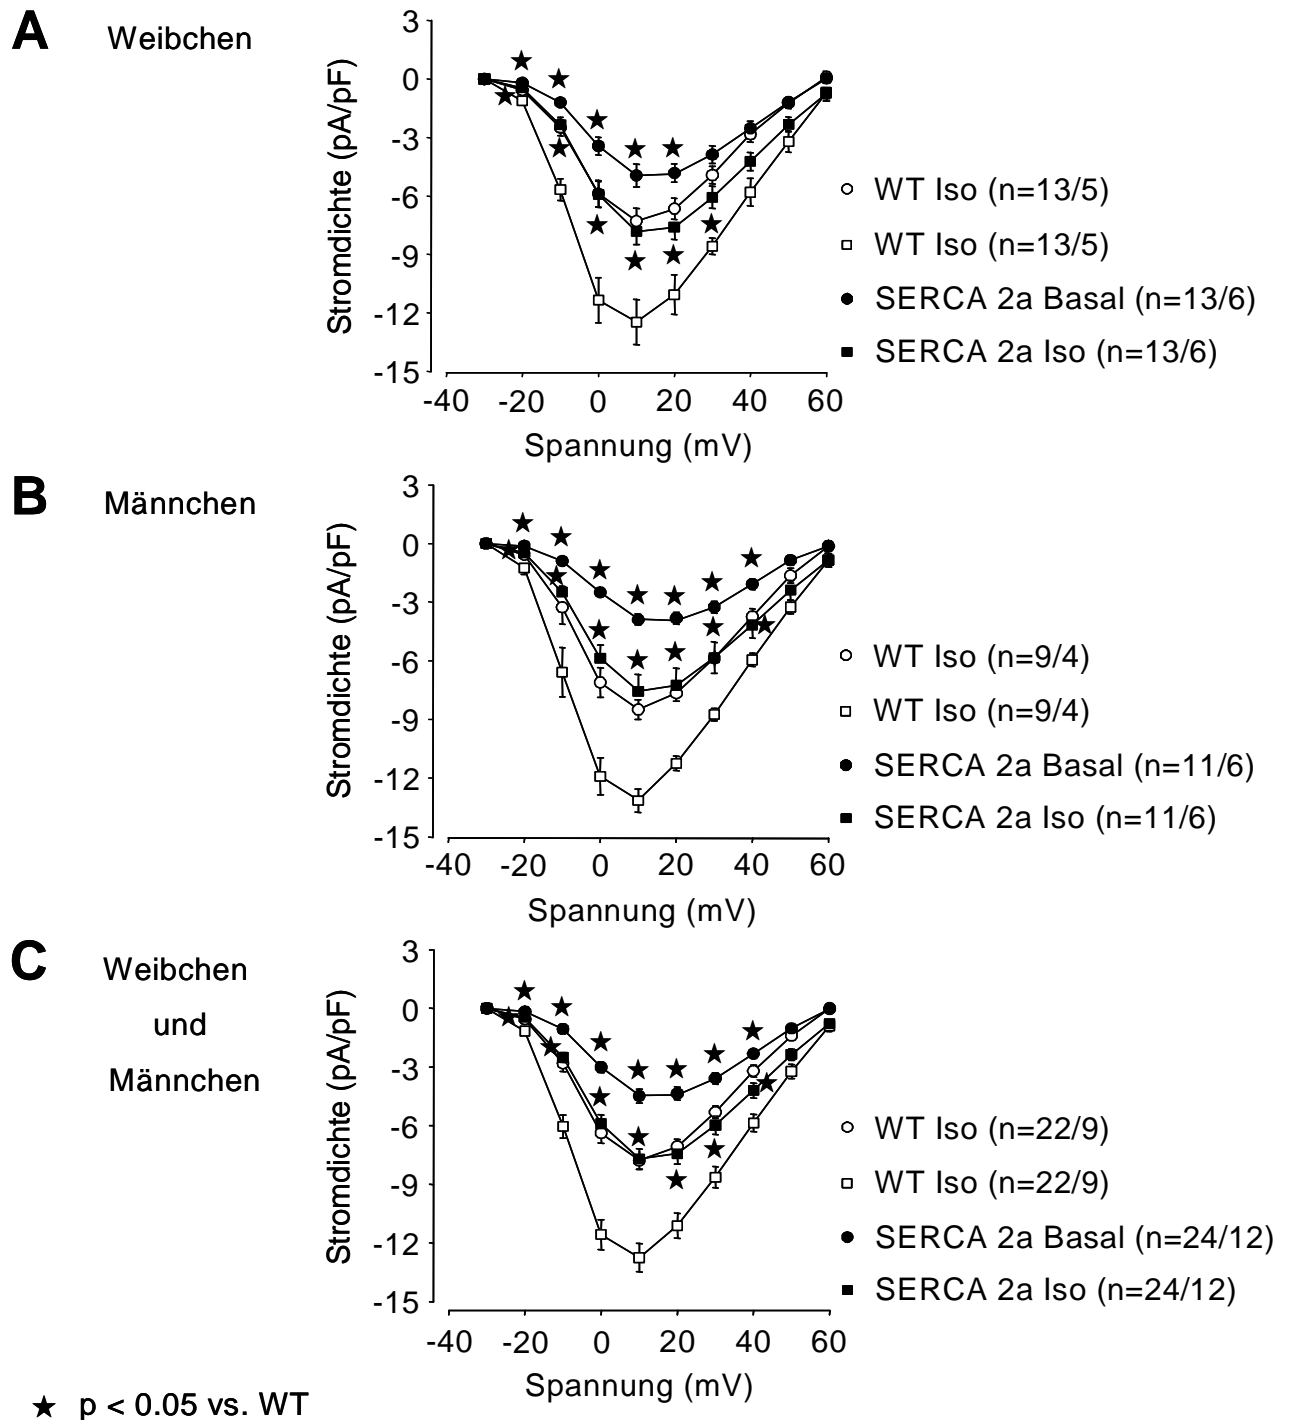 A Weibchen
3
0
-3
-6
-9
-12
-15
Stromdichte (pA/pF)
-40 -20 0 20 40 60
Spannung (mV)
WT Iso (n=13/5)
WT Iso (n=13/5)
SERCA 2a Basal (n=13/6)
SERCA 2a Iso (n=13/6)
B Männchen
3
0
-3
-6
-9
-12
-15
Stromdichte (pA/pF)
-40 -20 0 20 40 60
Spannung (mV)
WT Iso (n=9/4)
WT Iso (n=9/4)
SERCA 2a Basal (n=11/6)
SERCA 2a Iso (n=11/6)
C Weibchen
und
Männchen
3
0
-3
-6
-9
-12
-15
Stromdichte (pA/pF)
-40 -20 0 20 40 60
Spannung (mV)
WT Iso (n=22/9)
WT Iso (n=22/9)
SERCA 2a Basal (n=24/12)
SERCA 2a Iso (n=24/12)
★ p < 0.05 vs. WT